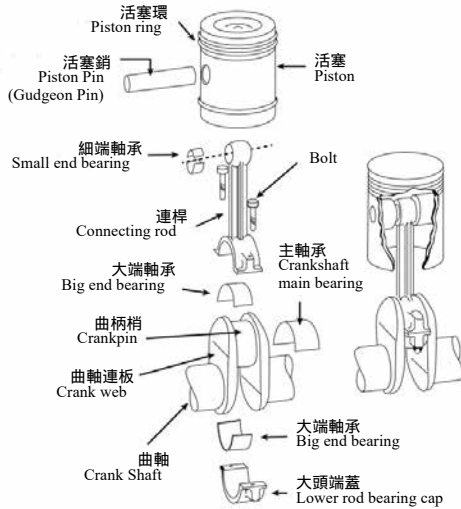 活塞環
Piston ring
活塞銷
Piston Pin
(Gudgeon Pin)
活塞
Piston
細端軸承
Small end bearing
Bolt
連桿
Connecting rod
大端軸承
Big end bearing
主軸承
Crankshaft
main bearing
曲柄梢
Crankpin
曲軸連板
Crank web
曲軸
Crank Shaft
大端軸承
Big end bearing
大頭端蓋
Lower rod bearing cap